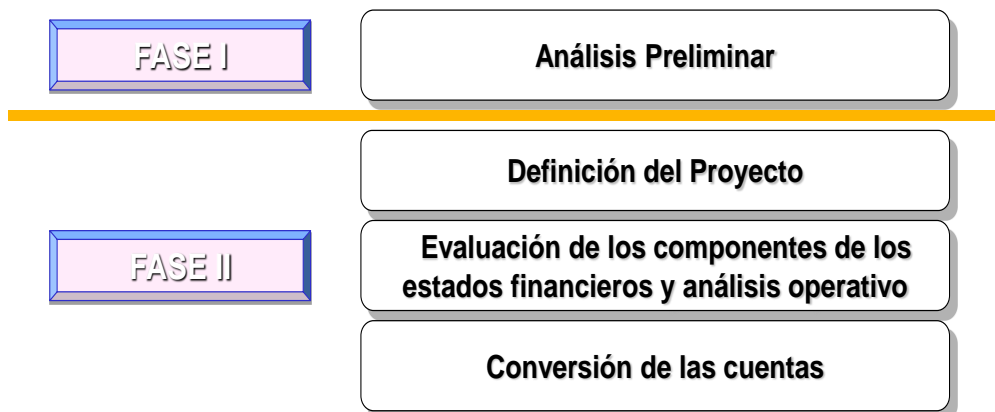 FASE I
Análisis Preliminar
Definición del Proyecto
FASE II
Evaluación de los componentes de los
estados financieros y análisis operativo
Conversión de las cuentas